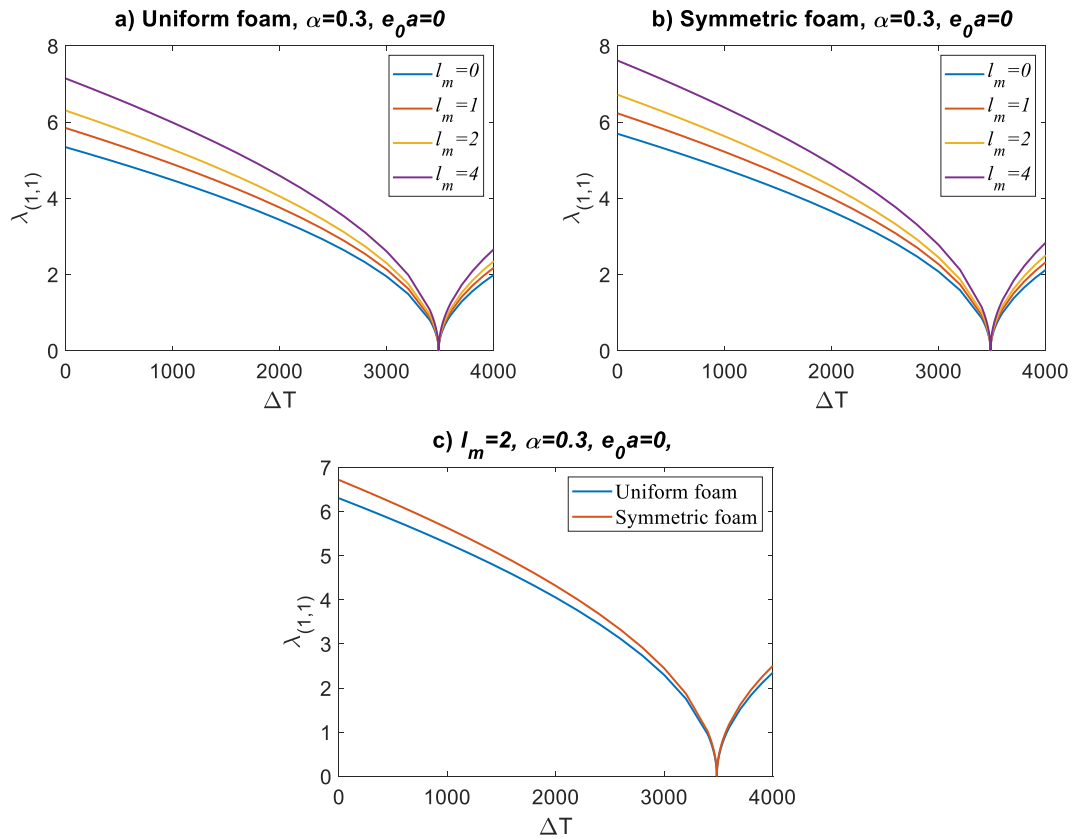 a) Uniform foam, α=0.3, e₀a=0
8
6
4
2
0
λ(1,1)
0 1000 2000 3000 4000
ΔT
lₘ=0
lₘ=1
lₘ=2
lₘ=4
b) Symmetric foam, α=0.3, e₀a=0
8
6
4
2
0
λ(1,1)
0 1000 2000 3000 4000
ΔT
lₘ=0
lₘ=1
lₘ=2
lₘ=4
c) lₘ=2, α=0.3, e₀a=0,
7
6
5
4
3
2
1
0
λ(1,1)
0 1000 2000 3000 4000
ΔT
Uniform foam
Symmetric foam